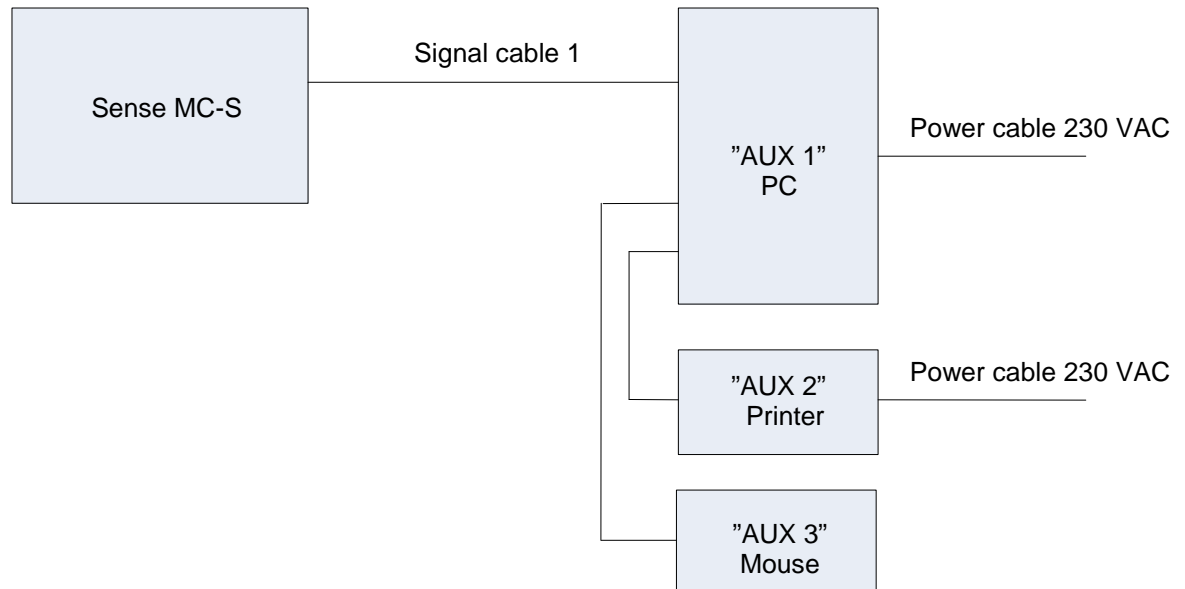 Signal cable 1
Sense MC-S
Power cable 230 VAC
”AUX 1”
PC
Power cable 230 VAC
”AUX 2”
Printer
”AUX 3”
Mouse